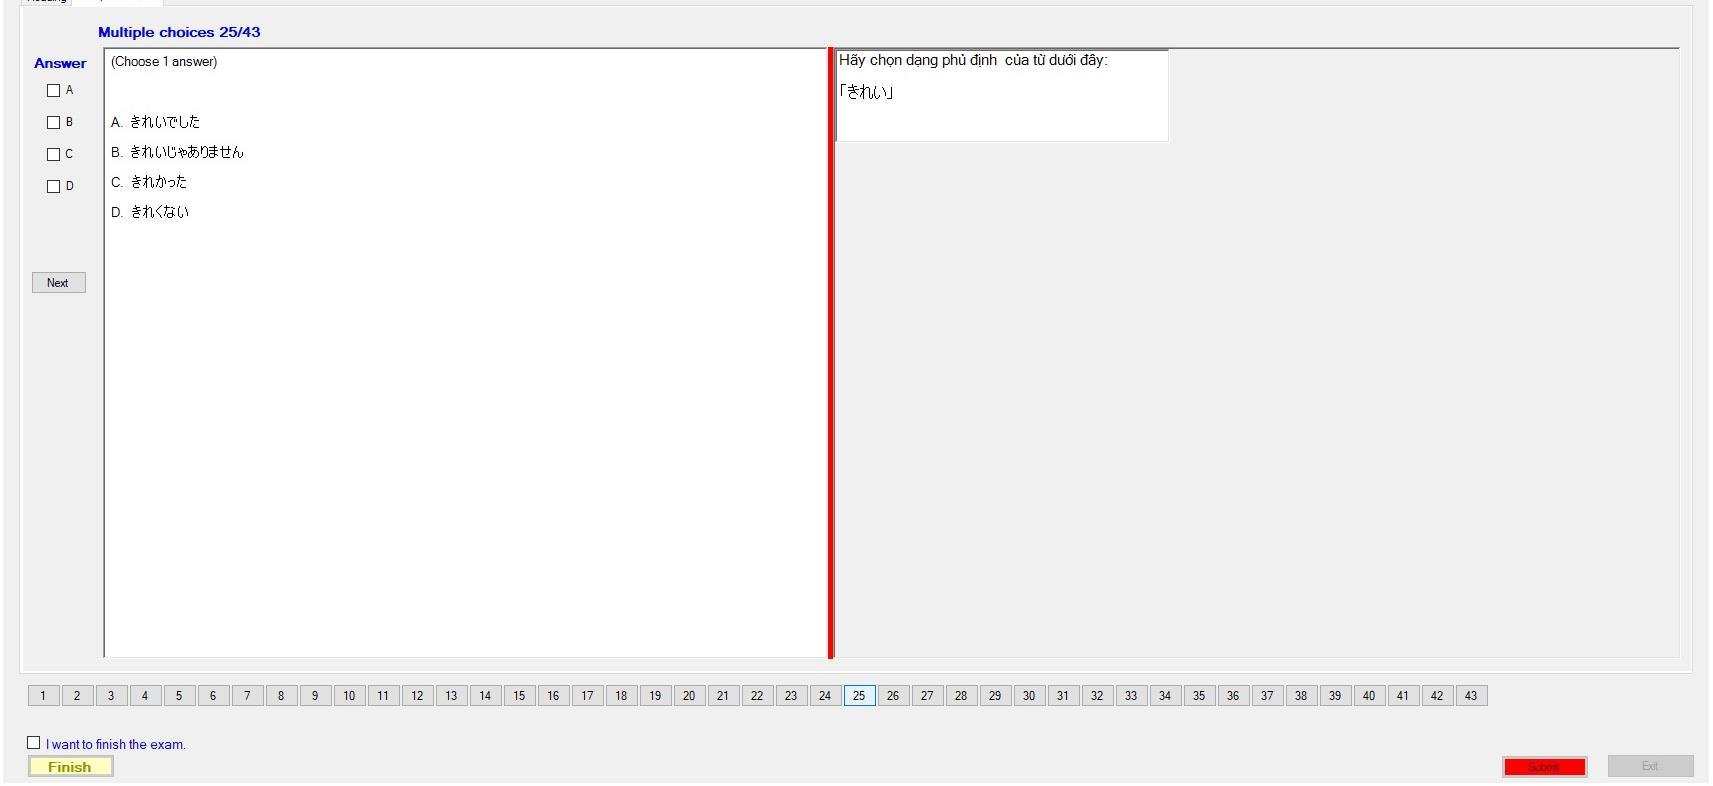 Multiple choices 25/43
Answer
A
B
C
D
Next
(Choose 1 answer)
A. きれいでした
B. きれいじゃありません
C. きれかった
D. きれくない
Hãy chọn dạng phủ định của từ dưới đây:
「きれい」
1 2 3 4 5 6 7 8 9 10 11 12 13 14 15 16 17 18 19 20 21 22 23 24 25 26 27 28 29 30 31 32 33 34 35 36 37 38 39 40 41 42 43
I want to finish the exam.
Finish
Submit
Exit